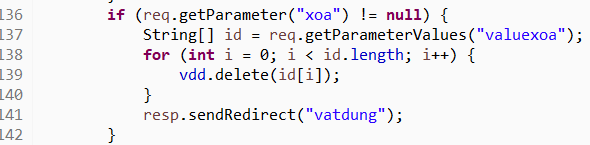 136 if (req.getParameter("xoa") != null) {
137 String[] id = req.getParameterValues("valuexoa");
138 for (int i = 0; i < id.length; i++) {
139 vdd.delete(id[i]);
140 }
141 resp.sendRedirect("vatdung");
142 }